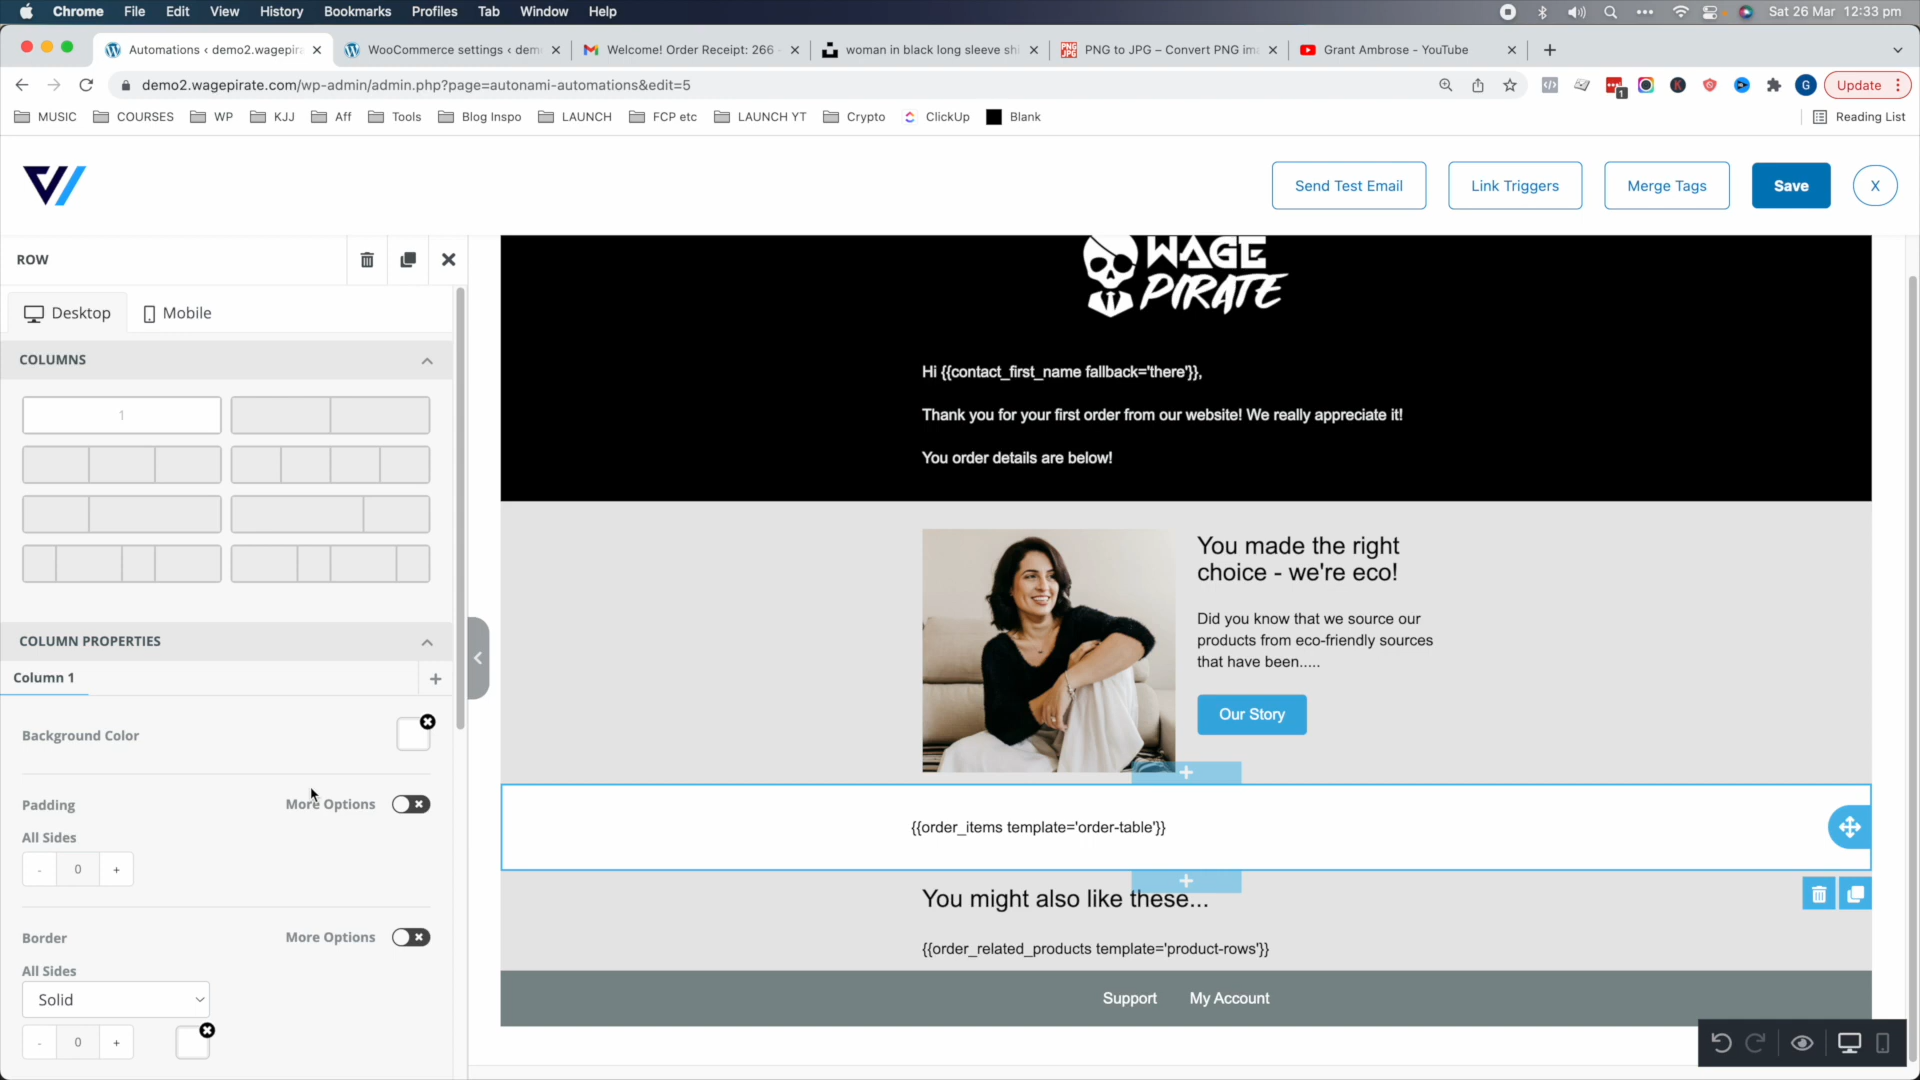 Chrome File Edit View History Bookmarks Profiles Tab Window Help Sat 26 Mar 12:33 pm
Automations ‹ demo2.wagepira WooCommerce settings ‹ dem Welcome! Order Receipt: 266 - woman in black long sleeve shi PNG to JPG – Convert PNG ima Grant Ambrose - YouTube
demo2.wagepirate.com/wp-admin/admin.php?page=autonami-automations&edit=5 1 K G Update
MUSIC COURSES WP KJJ Aff Tools Blog Inspo LAUNCH FCP etc LAUNCH YT Crypto ClickUp Blank Reading List
Send Test Email Link Triggers Merge Tags Save X
ROW
Desktop Mobile
COLUMNS
1
COLUMN PROPERTIES
Column 1
Background Color
Padding More Options
All Sides
- 0 +
Border More Options
All Sides
Solid
- 0 +
WAGE
PIRATE
Hi {{contact_first_name fallback='there'}},
Thank you for your first order from our website! We really appreciate it!
You order details are below!
You made the right
choice - we're eco!
Did you know that we source our
products from eco-friendly sources
that have been.....
Our Story
{{order_items template='order-table'}}
You might also like these...
{{order_related_products template='product-rows'}}
Support My Account